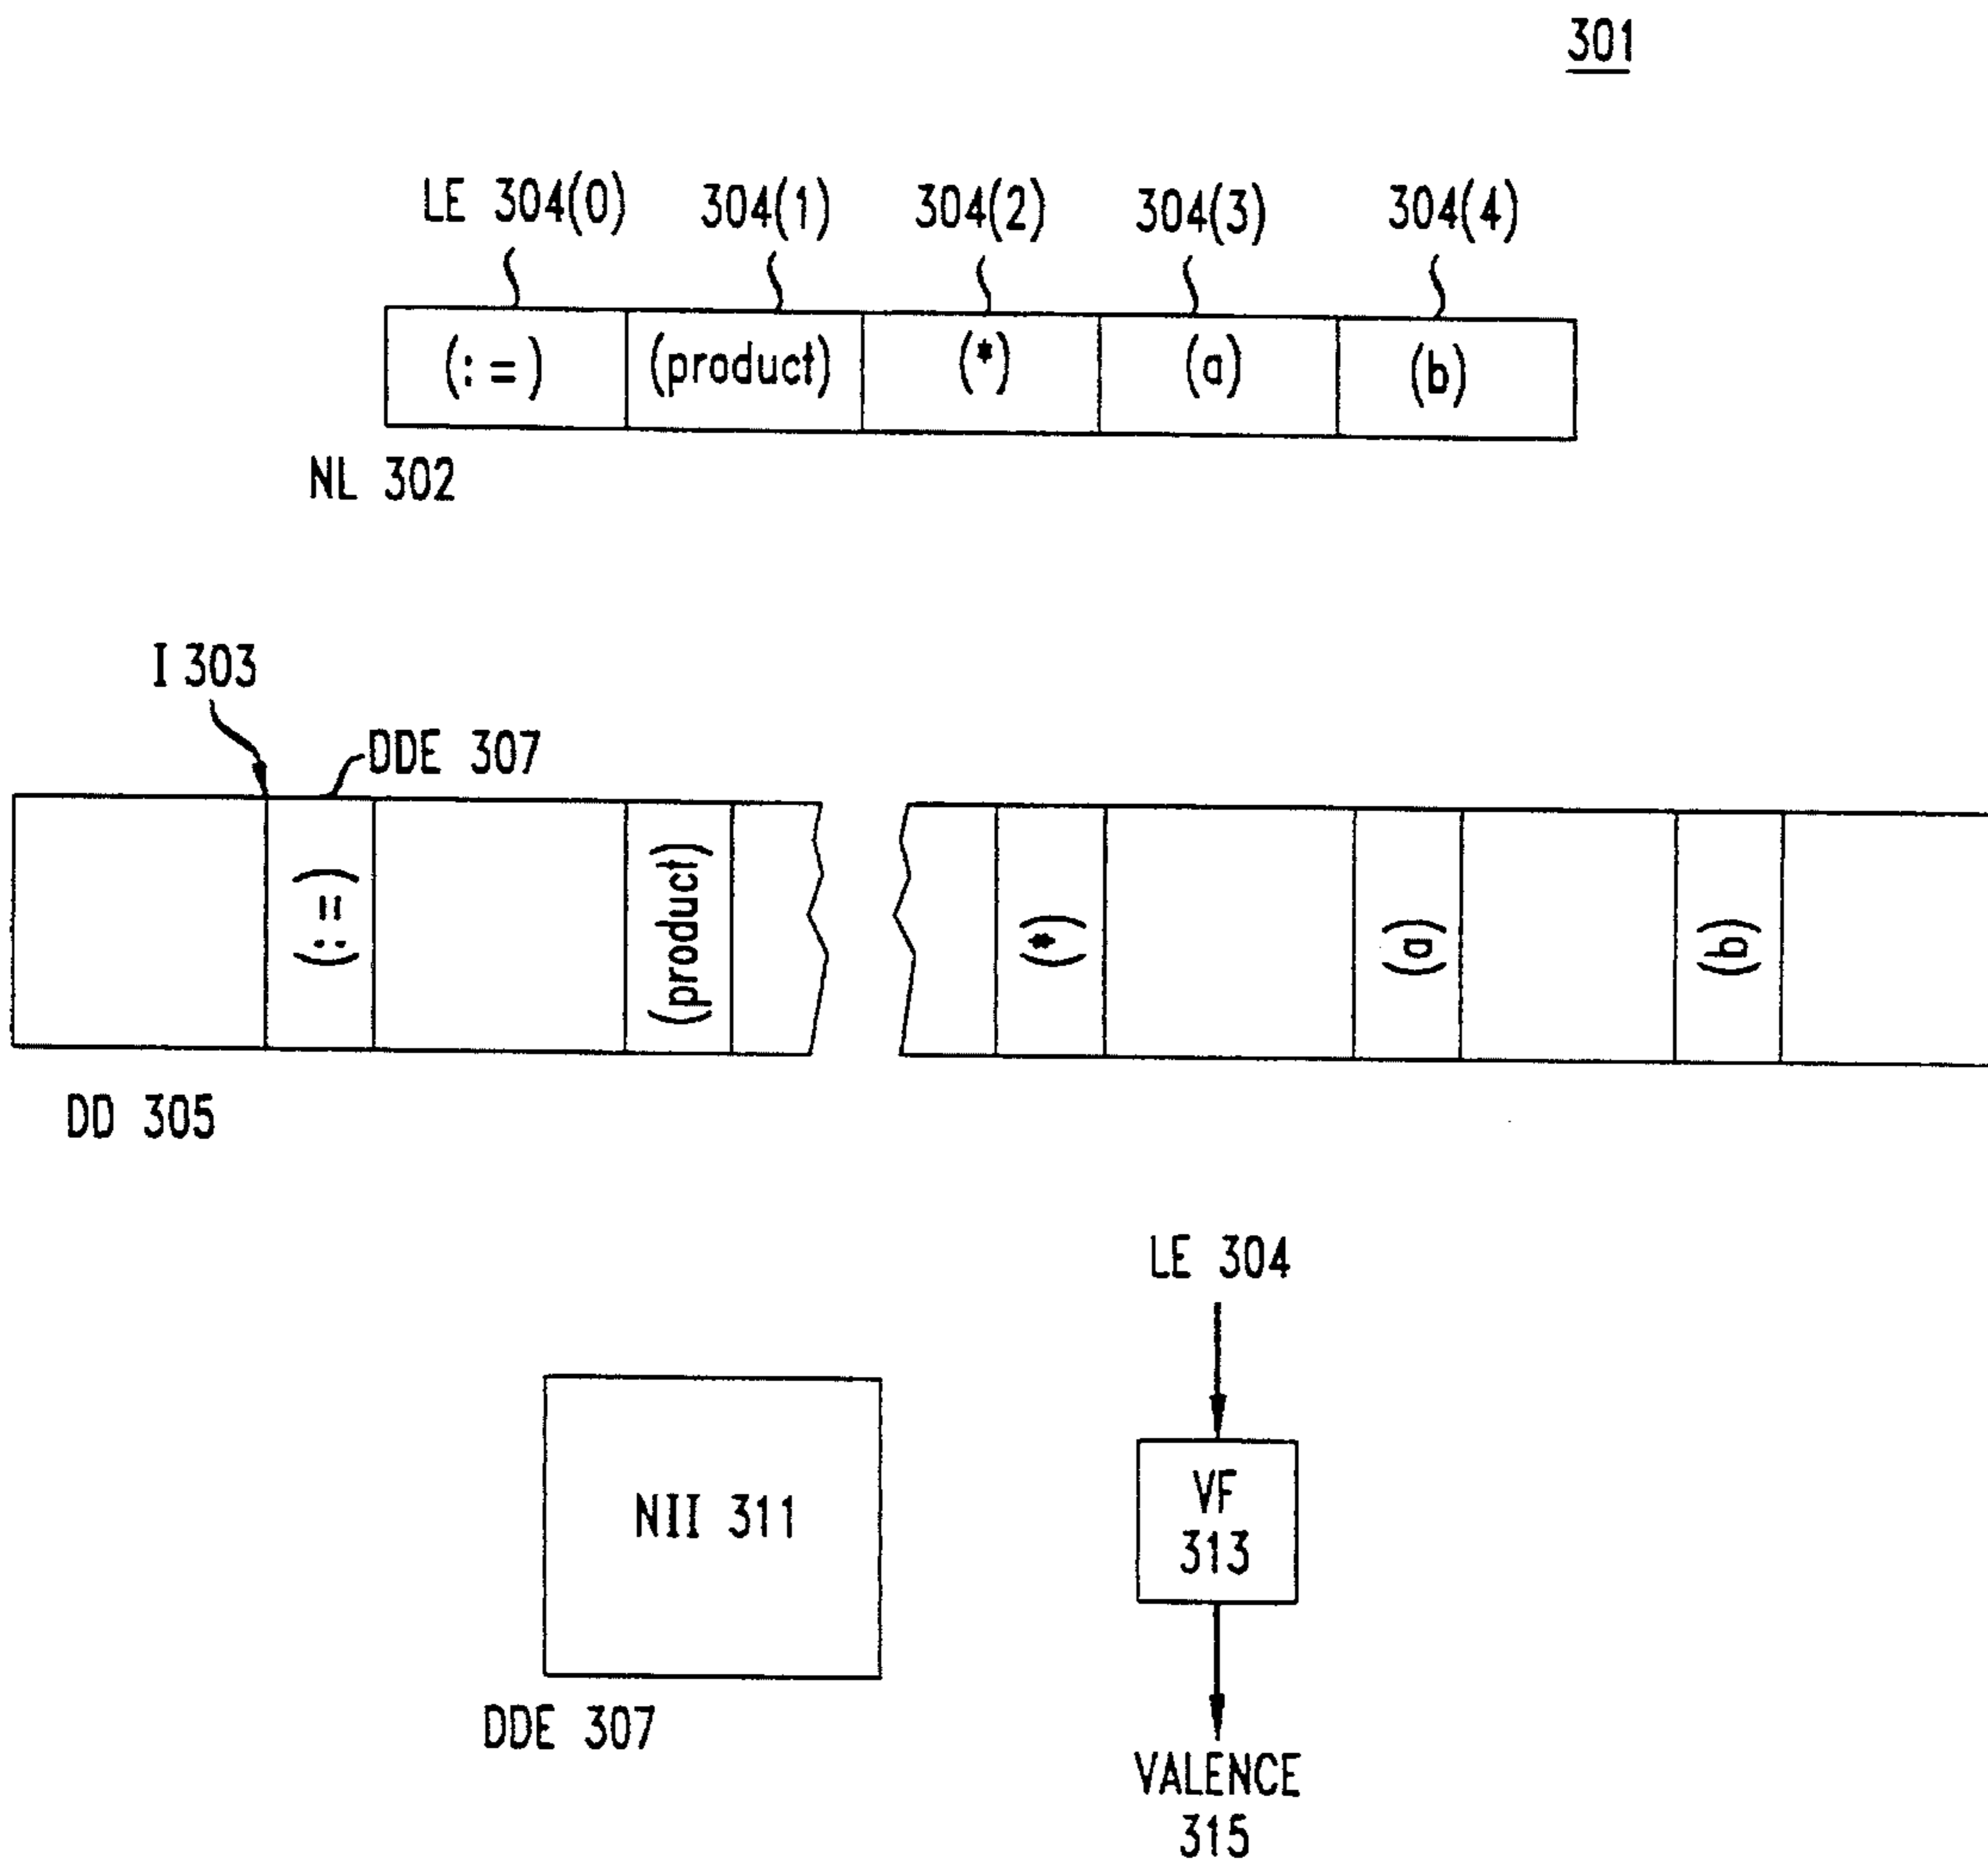 301
LE 304(0) 304(1) 304(2) 304(3) 304(4)
(:=) (product) (*) (a) (b)
NL 302
I 303
DDE 307
(:=) (product) (*) (a) (b)
DD 305
LE 304
NII 311
VF
313
DDE 307
VALENCE
315